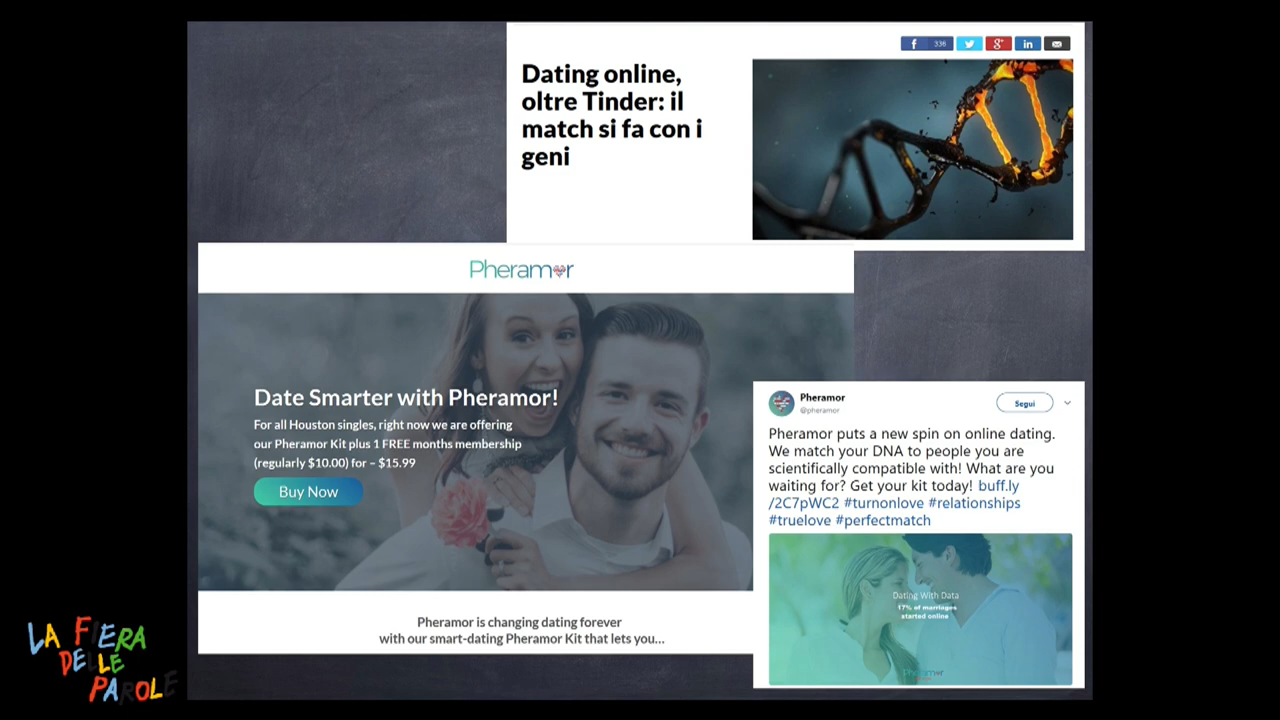 338
Dating online,
oltre Tinder: il
match si fa con i
geni
Pheramor
Date Smarter with Pheramor!
For all Houston singles, right now we are offering
our Pheramor Kit plus 1 FREE months membership
(regularly $10.00) for – $15.99
Buy Now
Pheramor is changing dating forever
with our smart-dating Pheramor Kit that lets you...
Pheramor
@pheramor
Segui
Pheramor puts a new spin on online dating.
We match your DNA to people you are
scientifically compatible with! What are you
waiting for? Get your kit today! buff.ly
/2C7pWC2 #turnonlove #relationships
#truelove #perfectmatch
Dating With Data
17% of marriages
started online
Pheramor
LA FIERA
DELLE
PAROLE